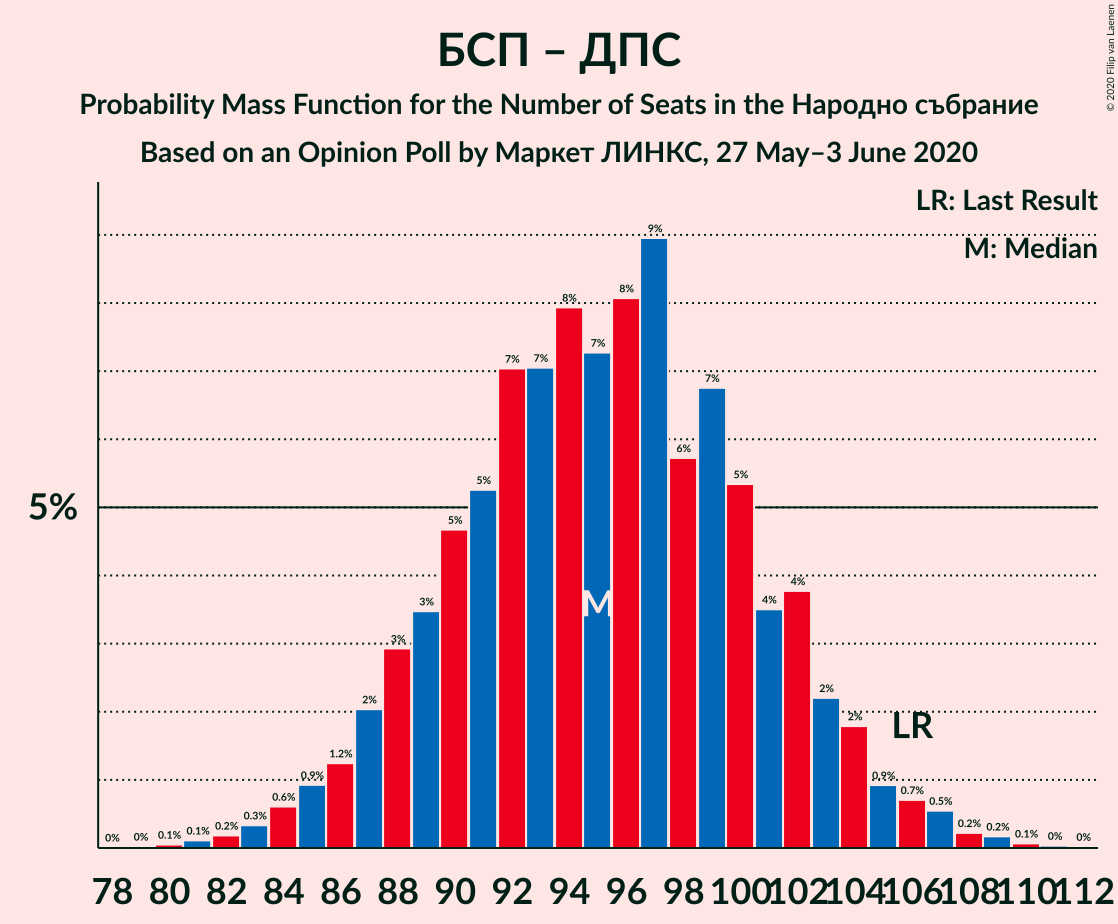 БСП – ДПС
Probability Mass Function for the Number of Seats in the Народно събрание
Based on an Opinion Poll by Маркет ЛИНКС, 27 May–3 June 2020
© 2020 Filip van Laenen
LR: Last Result
M: Median
5%
0% 0% 0.1% 0.1% 0.2% 0.3% 0.6% 0.9% 1.2% 2% 3% 3% 5% 5% 7% 7% 8% 7% 8% 9% 6% 7% 5% 4% 4% 2% 2% 0.9% 0.7% 0.5% 0.2% 0.2% 0.1% 0% 0%
M
LR
78 80 82 84 86 88 90 92 94 96 98 100 102 104 106 108 110 112